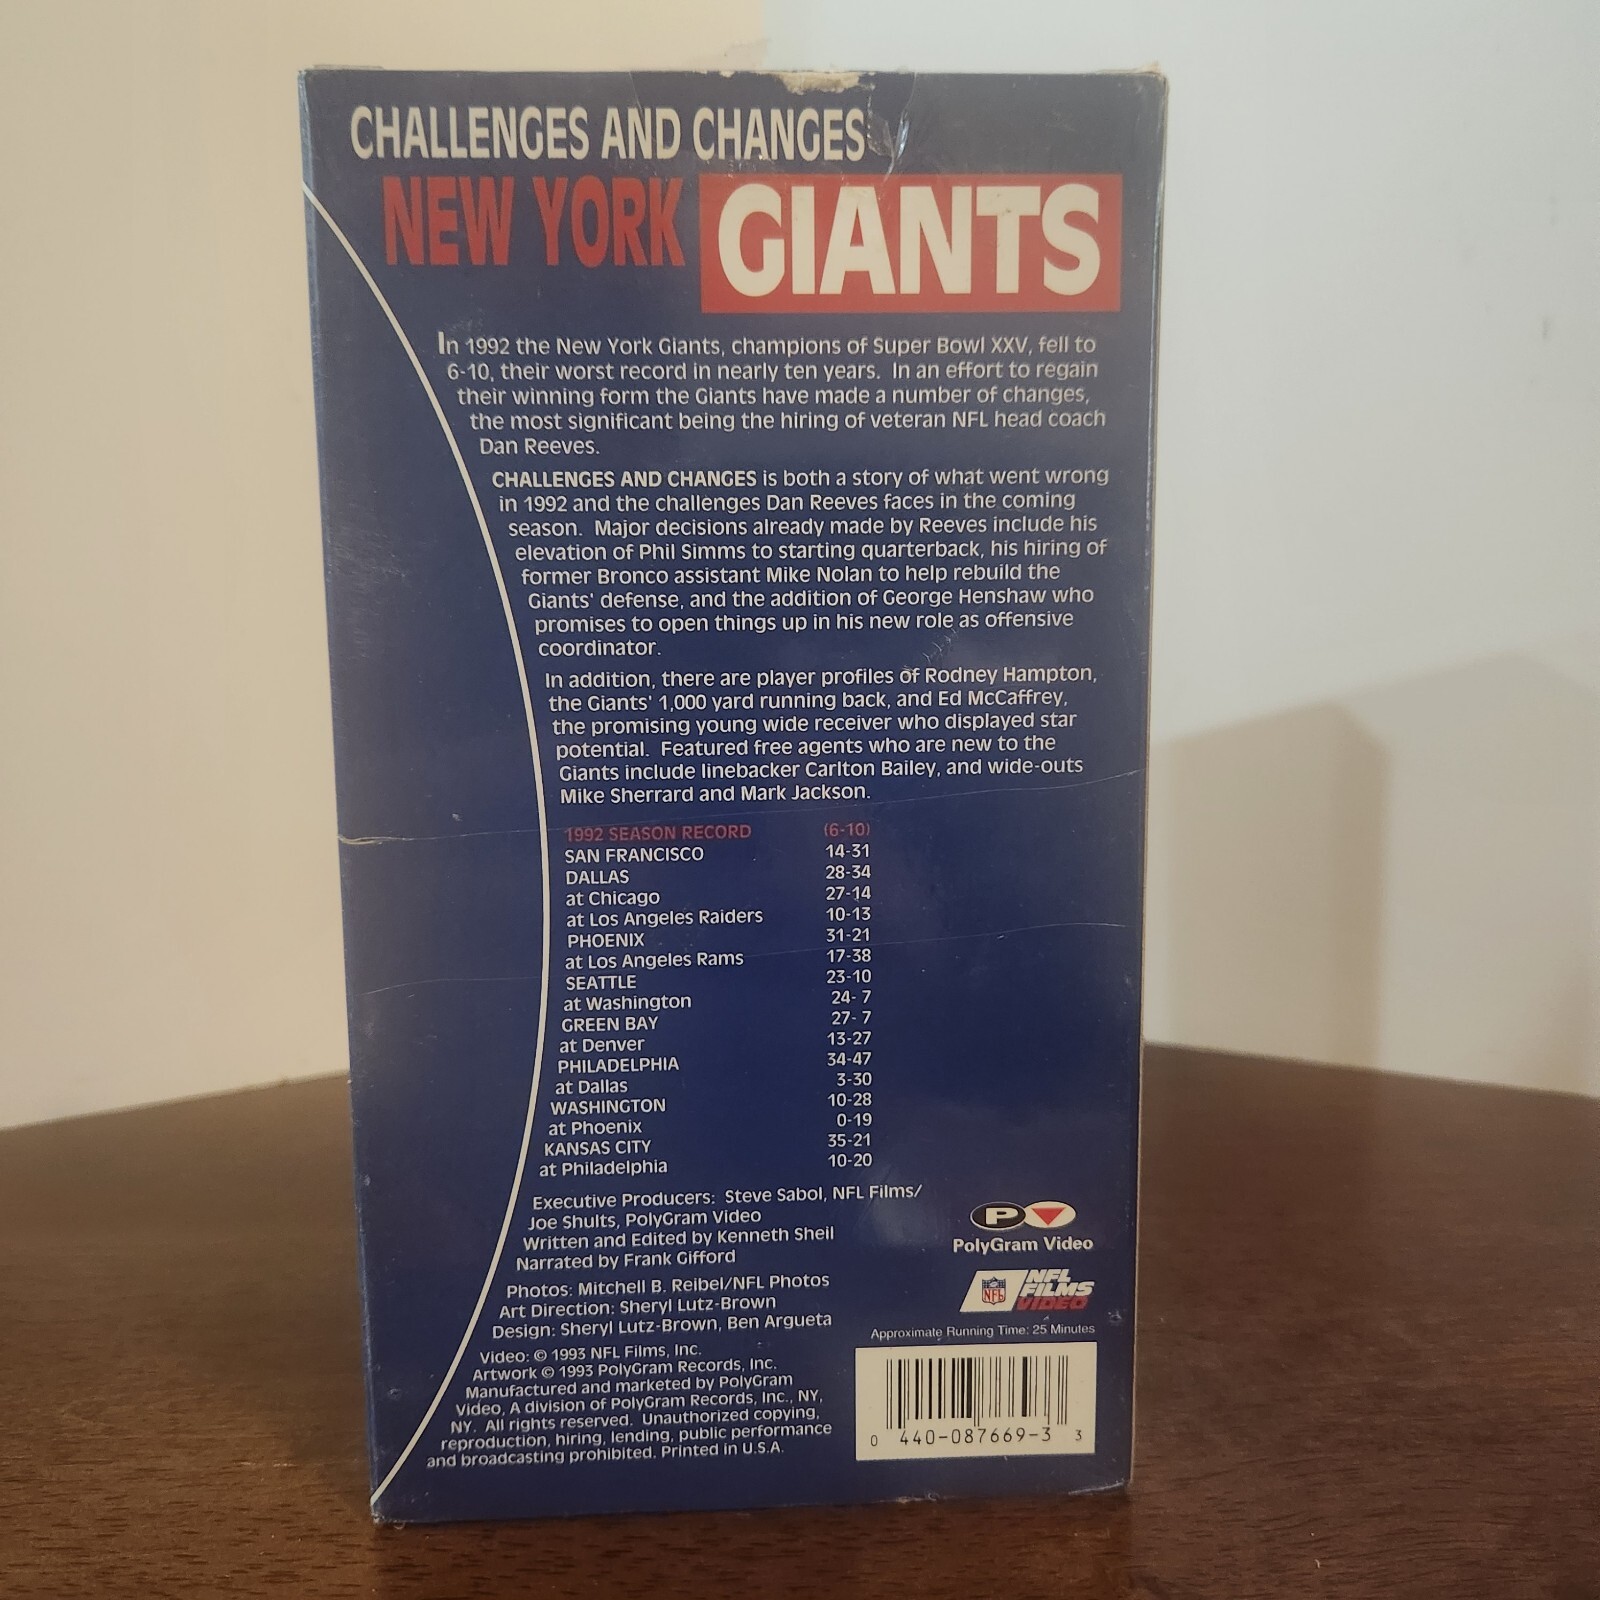 CHALLENGES AND CHANGES
NEW YORK GIANTS
In 1992 the New York Giants, champions of Super Bowl XXV, fell to
6-10, their worst record in nearly ten years. In an effort to regain
their winning form the Giants have made a number of changes,
the most significant being the hiring of veteran NFL head coach
Dan Reeves.
CHALLENGES AND CHANGES is both a story of what went wrong
in 1992 and the challenges Dan Reeves faces in the coming
season. Major decisions already made by Reeves include his
elevation of Phil Simms to starting quarterback, his hiring of
former Bronco assistant Mike Nolan to help rebuild the
Giants' defense, and the addition of George Henshaw who
promises to open things up in his new role as offensive
coordinator.
In addition, there are player profiles of Rodney Hampton,
the Giants' 1,000 yard running back, and Ed McCaffrey,
the promising young wide receiver who displayed star
potential. Featured free agents who are new to the
Giants include linebacker Carlton Bailey, and wide-outs
Mike Sherrard and Mark Jackson.
1992 SEASON RECORD (6-10)
SAN FRANCISCO 14-31
DALLAS 28-34
at Chicago 27-14
at Los Angeles Raiders 10-13
PHOENIX 31-21
at Los Angeles Rams 17-38
SEATTLE 23-10
at Washington 24- 7
GREEN BAY 27- 7
at Denver 13-27
PHILADELPHIA 34-47
at Dallas 3-30
WASHINGTON 10-28
at Phoenix 0-19
KANSAS CITY 35-21
at Philadelphia 10-20
Executive Producers: Steve Sabol, NFL Films/
Joe Shults, PolyGram Video
Written and Edited by Kenneth Sheil
Narrated by Frank Gifford
Photos: Mitchell B. Reibel/NFL Photos
Art Direction: Sheryl Lutz-Brown
Design: Sheryl Lutz-Brown, Ben Argueta
Video: © 1993 NFL Films, Inc.
Artwork © 1993 PolyGram Records, Inc.
Manufactured and marketed by PolyGram
Video, A division of PolyGram Records, Inc., NY,
NY. All rights reserved. Unauthorized copying,
reproduction, hiring, lending, public performance
and broadcasting prohibited. Printed in U.S.A.
P
PolyGram Video
NFL
NFL
FILMS
VIDEO
Approximate Running Time: 25 Minutes
0 440-087669-3 3